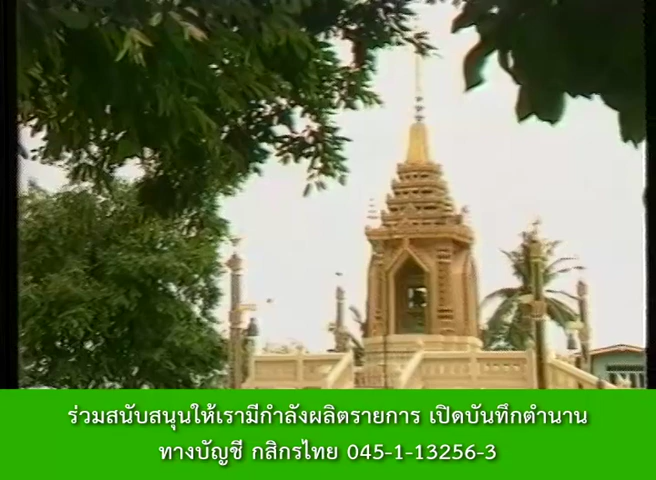 ร่วมสนับสนุนให้เรามีกำลังผลิตรายการ เปิดบันทึกตำนาน
ทางบัญชี กสิกรไทย 045-1-13256-3